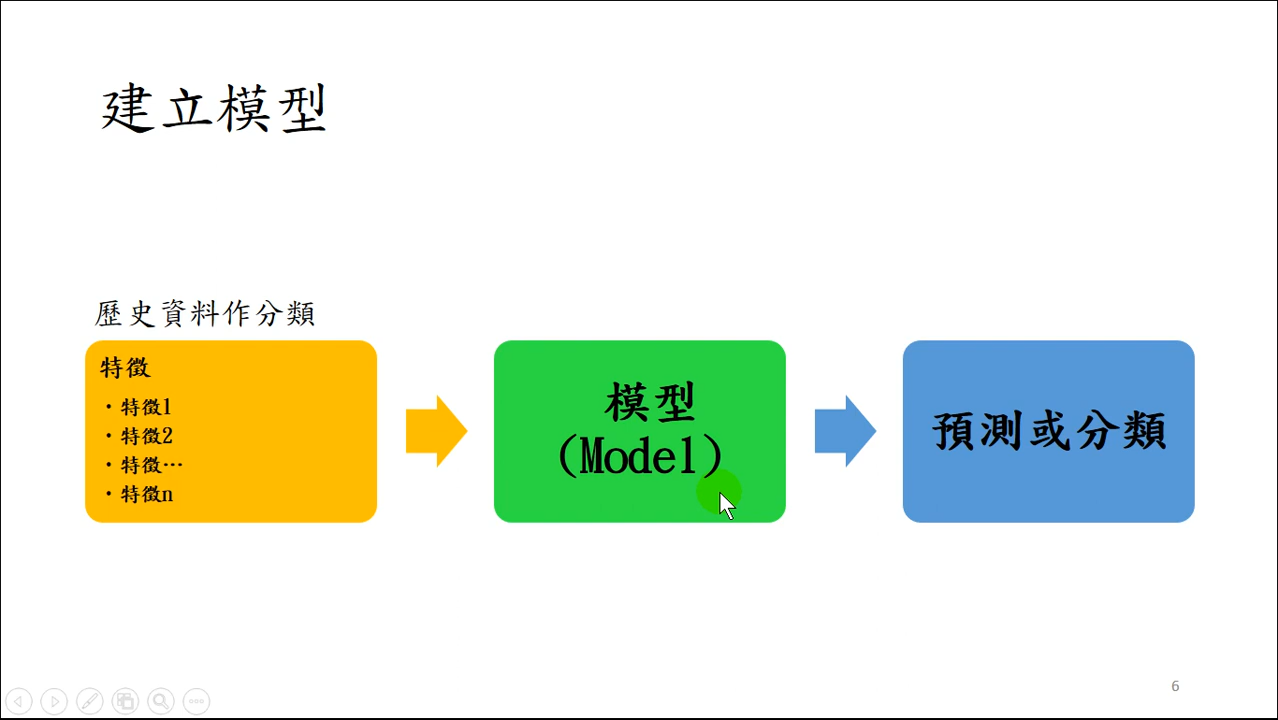 建立模型
歷史資料作分類
特徵
・特徵1
・特徵2
・特徵…
・特徵n
模型
(Model)
預測或分類
6